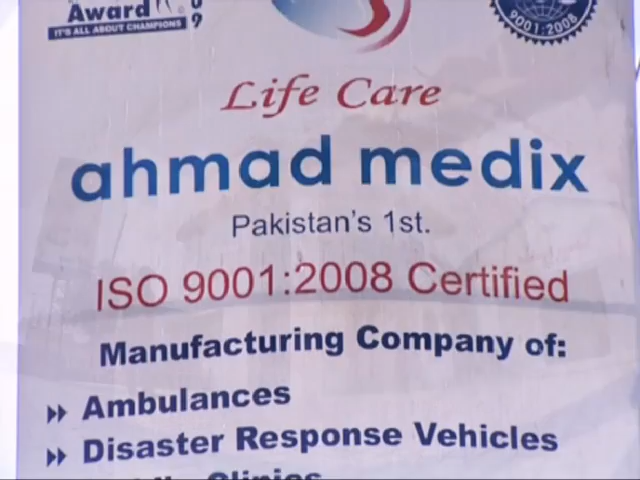 Award
IT'S ALL ABOUT CHAMPIONS
9001:2008
Life Care
ahmad medix
Pakistan's 1st.
ISO 9001:2008 Certified
Manufacturing Company of:
Ambulances
Disaster Response Vehicles
Clinics